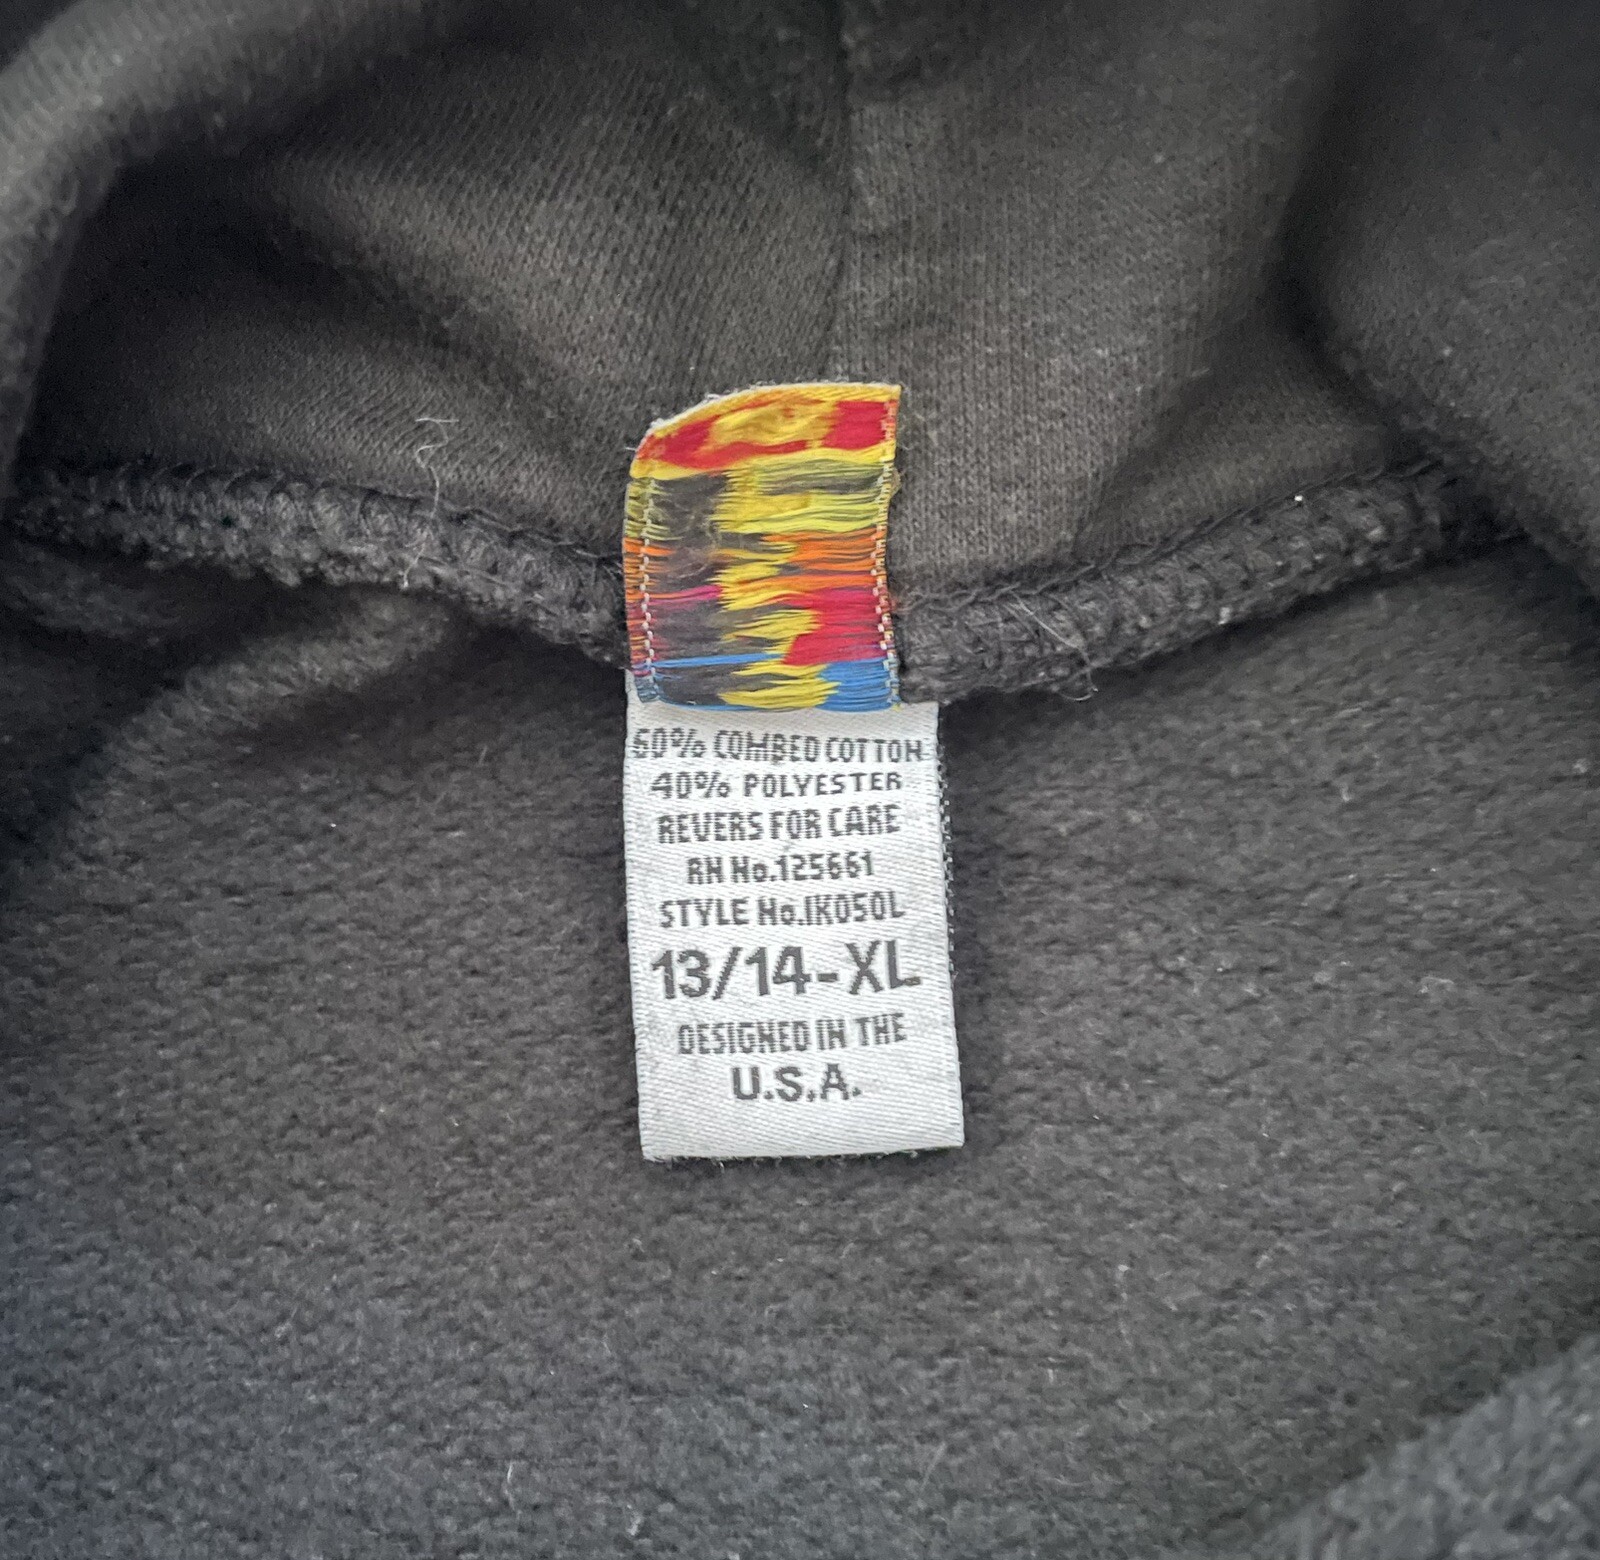 60% COMBED COTTON
40% POLYESTER
REVERS FOR CARE
RN No.125661
STYLE No.IK050L
13/14-XL
DESIGNED IN THE
U.S.A.